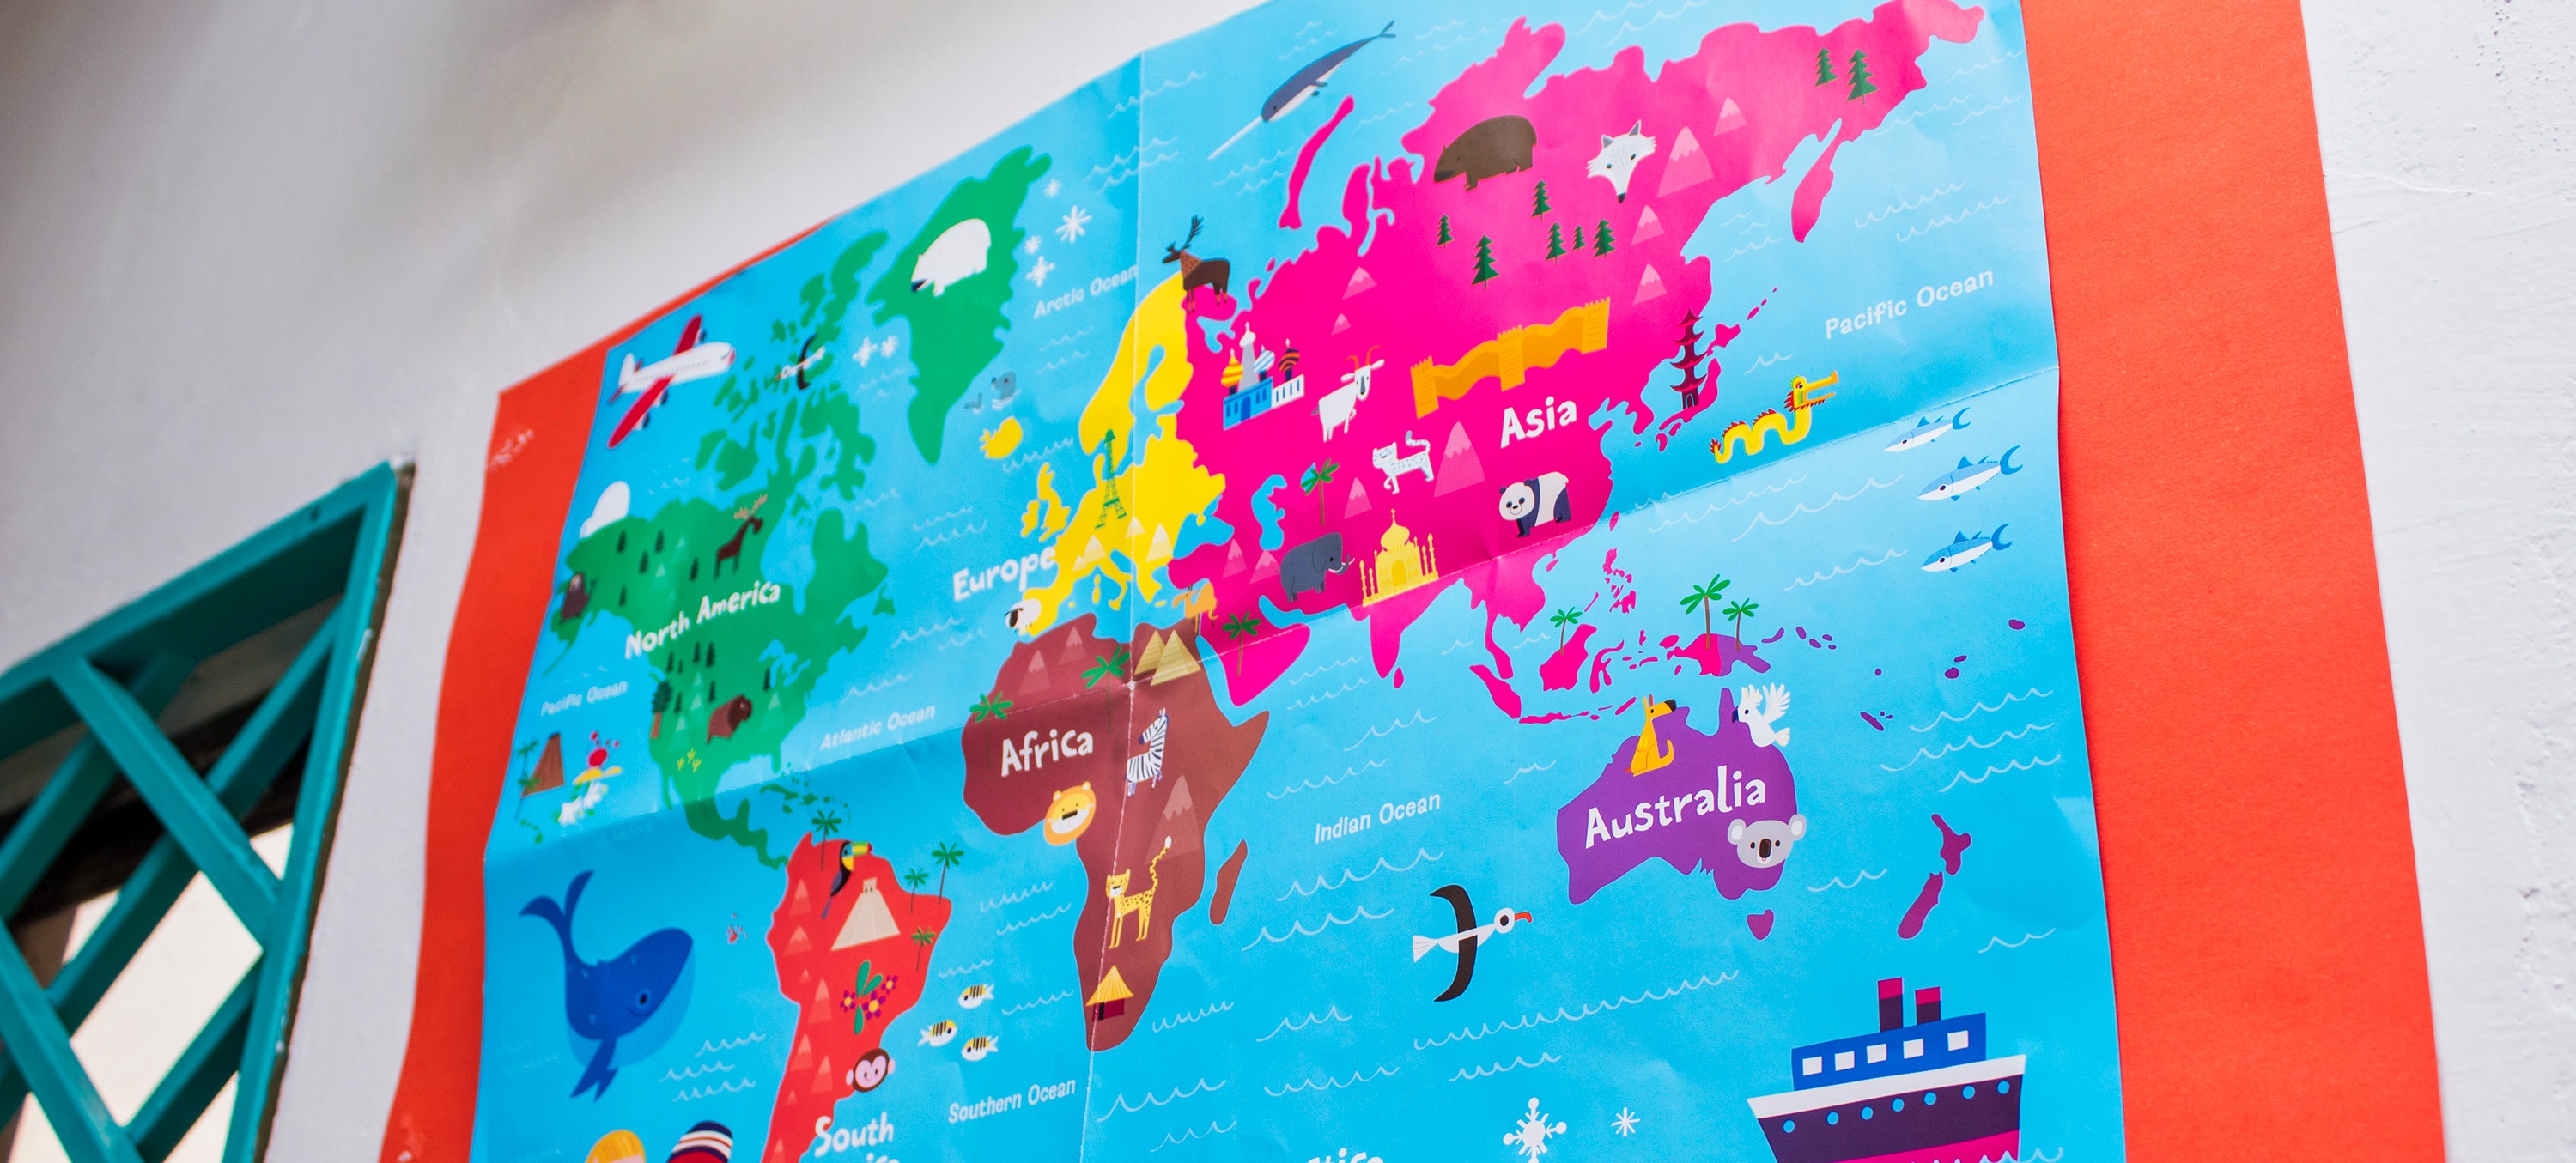 Arctic Ocean
Pacific Ocean
Asia
Europe
North America
Pacific Ocean
Atlantic Ocean
Africa
Australia
Indian Ocean
Southern Ocean
South